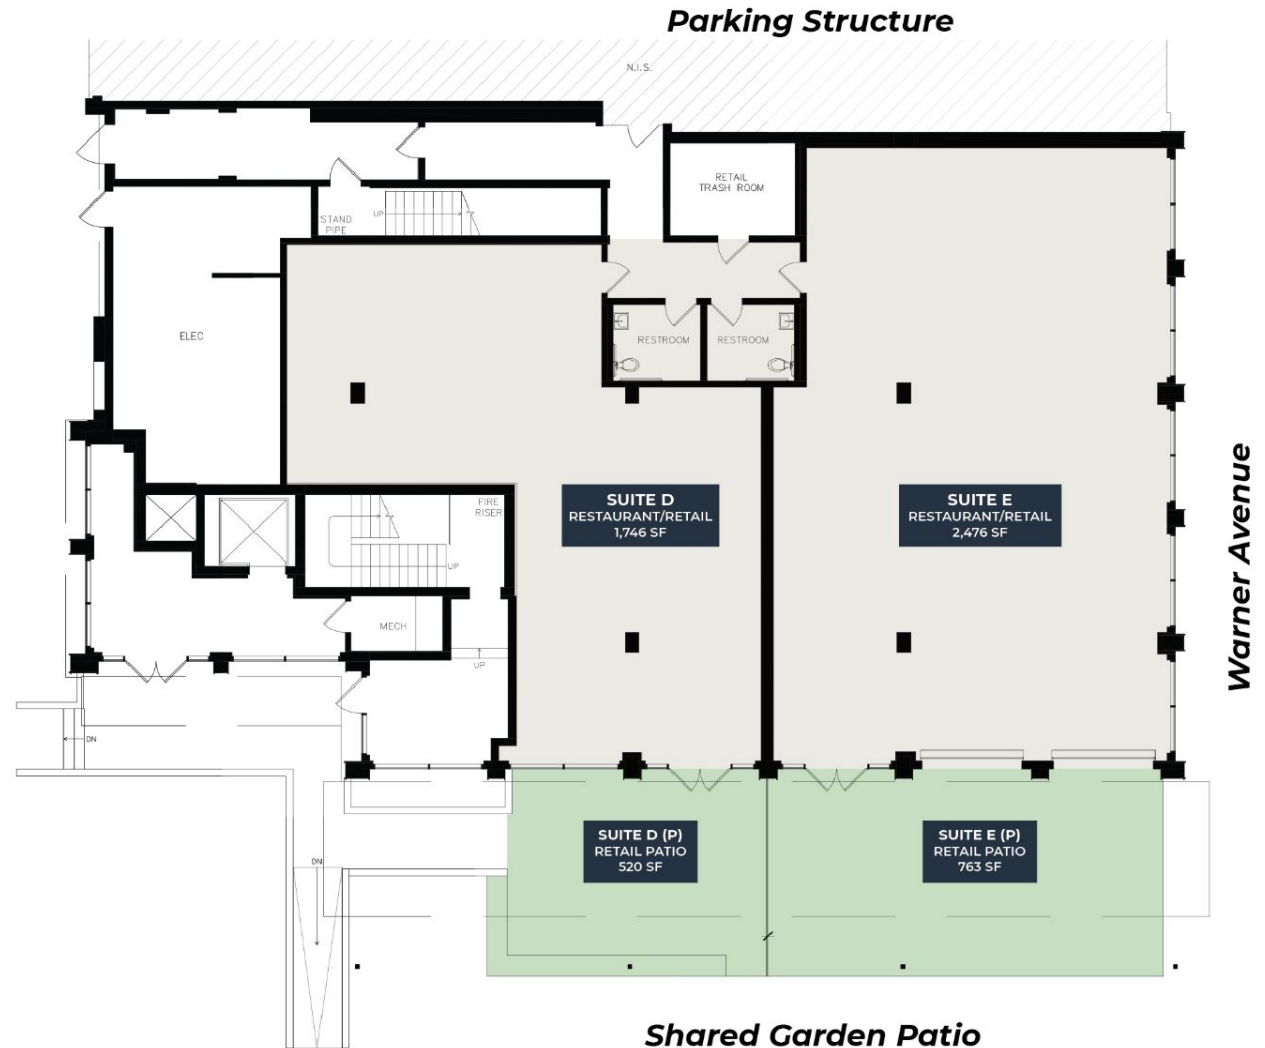 Parking Structure
N.I.S.
RETAIL
TRASH ROOM
STAND
PIPE
UP
ELEC
RESTROOM
RESTROOM
FIRE
RISER
SUITE D
RESTAURANT/RETAIL
1,746 SF
SUITE E
RESTAURANT/RETAIL
2,476 SF
Warner Avenue
UP
MECH
UP
DN
SUITE D (P)
RETAIL PATIO
520 SF
SUITE E (P)
RETAIL PATIO
763 SF
DN
Shared Garden Patio